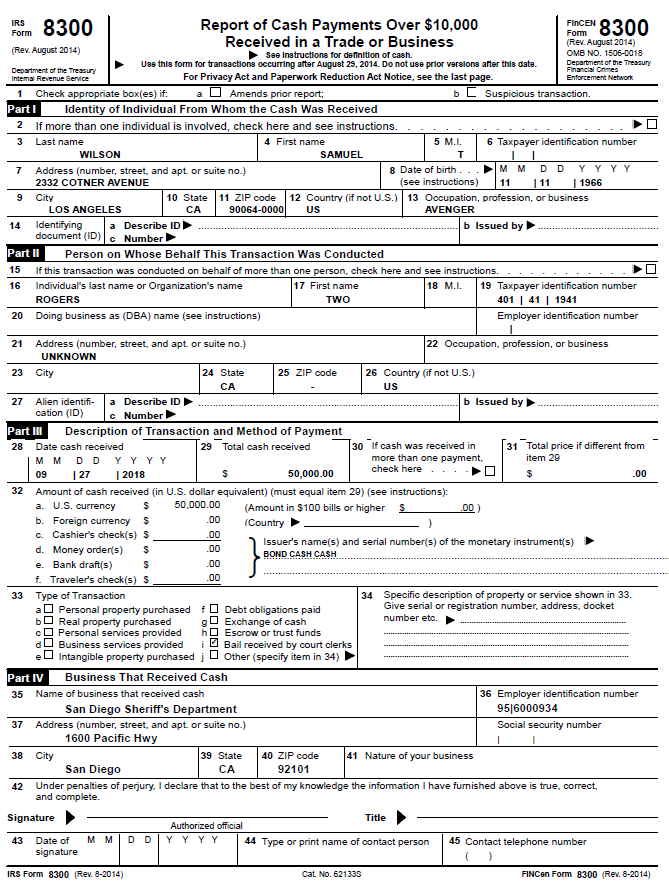 IRS
Form 8300
(Rev. August 2014)
Department of the Treasury
Internal Revenue Service
Report of Cash Payments Over $10,000
Received in a Trade or Business
▶ See instructions for definition of cash.
▶ Use this form for transactions occurring after August 29, 2014. Do not use prior versions after this date.
For Privacy Act and Paperwork Reduction Act Notice, see the last page.
FinCEN
Form 8300
(Rev. August 2014)
OMB NO. 1506-0018
Department of the Treasury
Financial Crimes
Enforcement Network
1 Check appropriate box(es) if: a Amends prior report; b Suspicious transaction.
Part I Identity of Individual From Whom the Cash Was Received
2 If more than one individual is involved, check here and see instructions. . . . . . . . . . . . . . . . . . ▶
3 Last name 4 First name 5 M.I. 6 Taxpayer identification number
WILSON SAMUEL T | |
7 Address (number, street, and apt. or suite no.) 8 Date of birth . . . ▶ M M D D Y Y Y Y
2332 COTNER AVENUE (see instructions) 11 | 11 | 1966
9 City 10 State 11 ZIP code 12 Country (if not U.S.) 13 Occupation, profession, or business
LOS ANGELES CA 90064-0000 US AVENGER
14 Identifying a Describe ID ▶ b Issued by ▶
document (ID) c Number ▶
Part II Person on Whose Behalf This Transaction Was Conducted
15 If this transaction was conducted on behalf of more than one person, check here and see instructions. . . . . . . . . . . ▶
16 Individual's last name or Organization's name 17 First name 18 M.I. 19 Taxpayer identification number
ROGERS TWO 401 | 41 | 1941
20 Doing business as (DBA) name (see instructions) Employer identification number
|
21 Address (number, street, and apt. or suite no.) 22 Occupation, profession, or business
UNKNOWN
23 City 24 State 25 ZIP code 26 Country (if not U.S.)
CA - US
27 Alien identifi- a Describe ID ▶ b Issued by ▶
cation (ID) c Number ▶
Part III Description of Transaction and Method of Payment
28 Date cash received 29 Total cash received 30 If cash was received in 31 Total price if different from
M M D D Y Y Y Y more than one payment, item 29
09 | 27 | 2018 $ 50,000.00 check here . . . . ▶ $ .00
32 Amount of cash received (in U.S. dollar equivalent) (must equal item 29) (see instructions):
a. U.S. currency $ 50,000.00 (Amount in $100 bills or higher $ .00 )
b. Foreign currency $ .00 (Country ▶ )
c. Cashier's check(s) $ .00 Issuer's name(s) and serial number(s) of the monetary instrument(s) ▶
d. Money order(s) $ .00 BOND CASH CASH
e. Bank draft(s) $ .00
f. Traveler's check(s) $ .00
33 Type of Transaction
a Personal property purchased f Debt obligations paid
b Real property purchased g Exchange of cash
c Personal services provided h Escrow or trust funds
d Business services provided i ✓ Bail received by court clerks
e Intangible property purchased j Other (specify item in 34) ▶
34 Specific description of property or service shown in 33.
Give serial or registration number, address, docket
number etc. ▶
Part IV Business That Received Cash
35 Name of business that received cash 36 Employer identification number
San Diego Sheriff's Department 95|6000934
37 Address (number, street, and apt. or suite no.) Social security number
1600 Pacific Hwy | |
38 City 39 State 40 ZIP code 41 Nature of your business
San Diego CA 92101
42 Under penalties of perjury, I declare that to the best of my knowledge the information I have furnished above is true, correct,
and complete.
Signature ▶ Title ▶
Authorized official
43 Date of M M D D Y Y Y Y 44 Type or print name of contact person 45 Contact telephone number
signature ( )
IRS Form 8300 (Rev. 8-2014) Cat. No. 62133S FINCen Form 8300 (Rev. 8-2014)